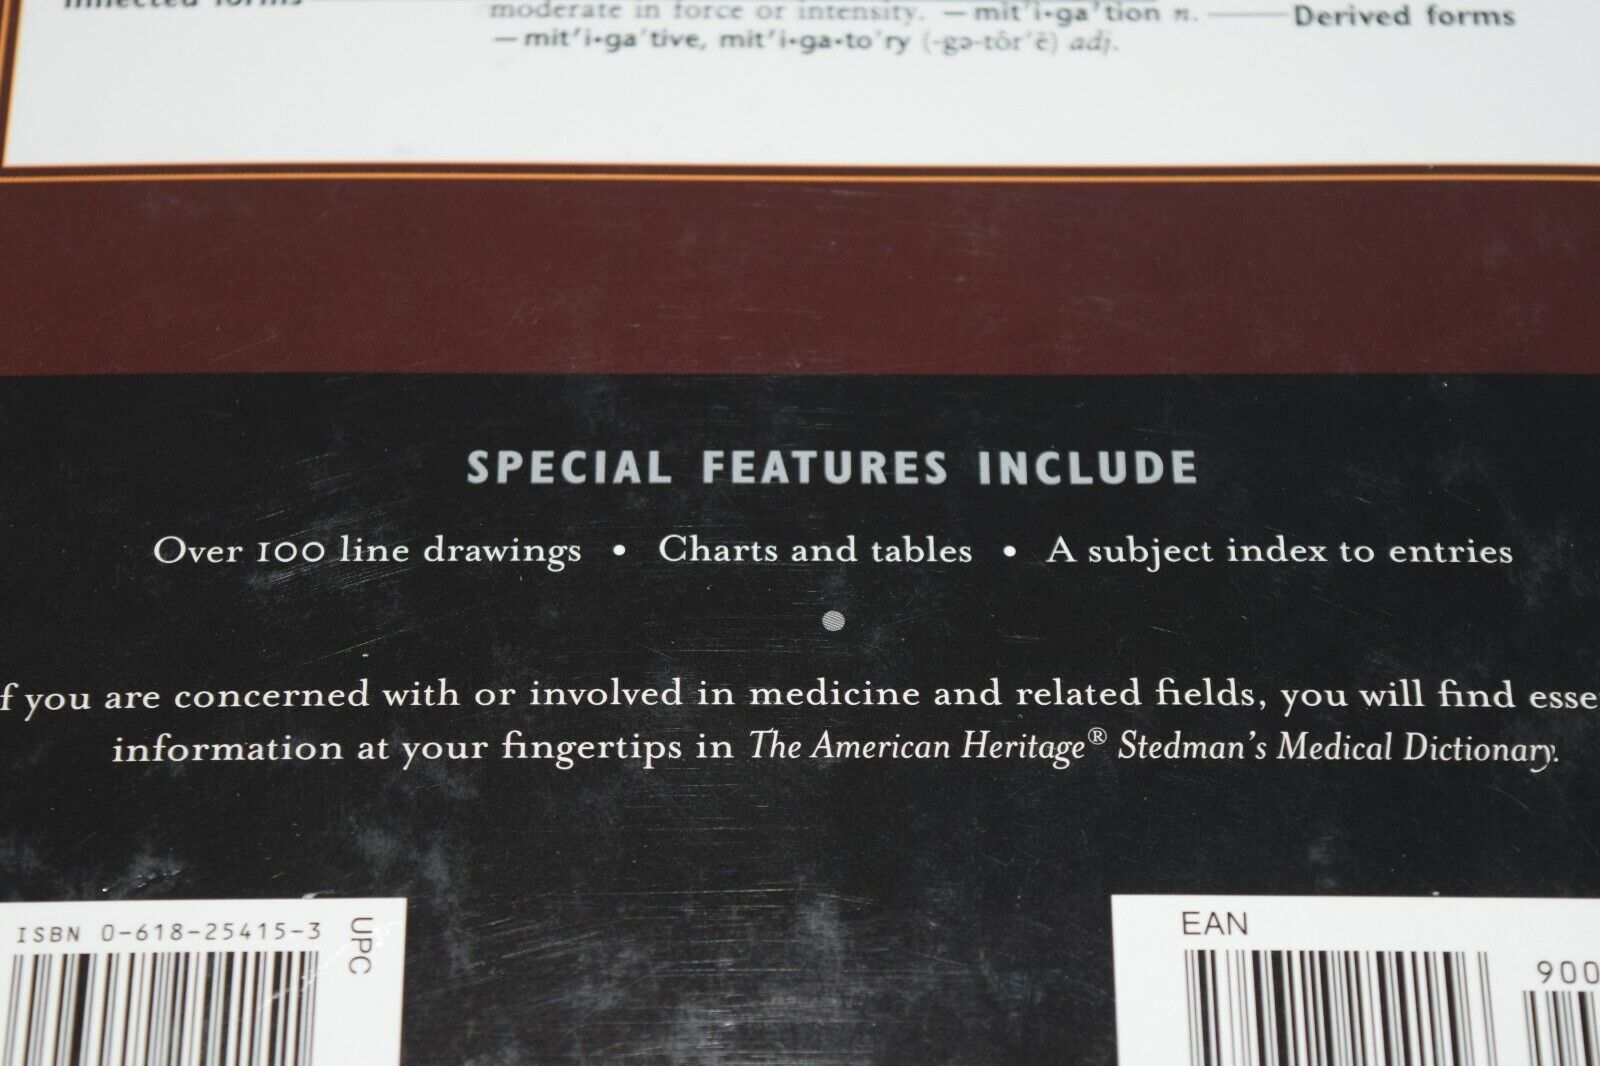 Inflected forms
moderate in force or intensity. —mit′i•ga′tion n. Derived forms
—mit′i•ga′tive, mit′i•ga•to′ry (-gə-tôr′ē) adj.
SPECIAL FEATURES INCLUDE
Over 100 line drawings • Charts and tables • A subject index to entries
f you are concerned with or involved in medicine and related fields, you will find esse
information at your fingertips in The American Heritage® Stedman's Medical Dictionary.
ISBN 0-618-25415-3
UPC
EAN
900